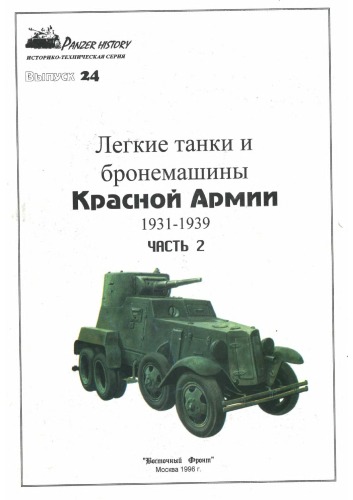 PANZER HISTORY
ИСТОРИКО-ТЕХНИЧЕСКАЯ СЕРИЯ
Выпуск 24
Легкие танки и
бронемашины
Красной Армии
1931-1939
ЧАСТЬ 2
"Восточный Фронт"
Москва 1996 г.